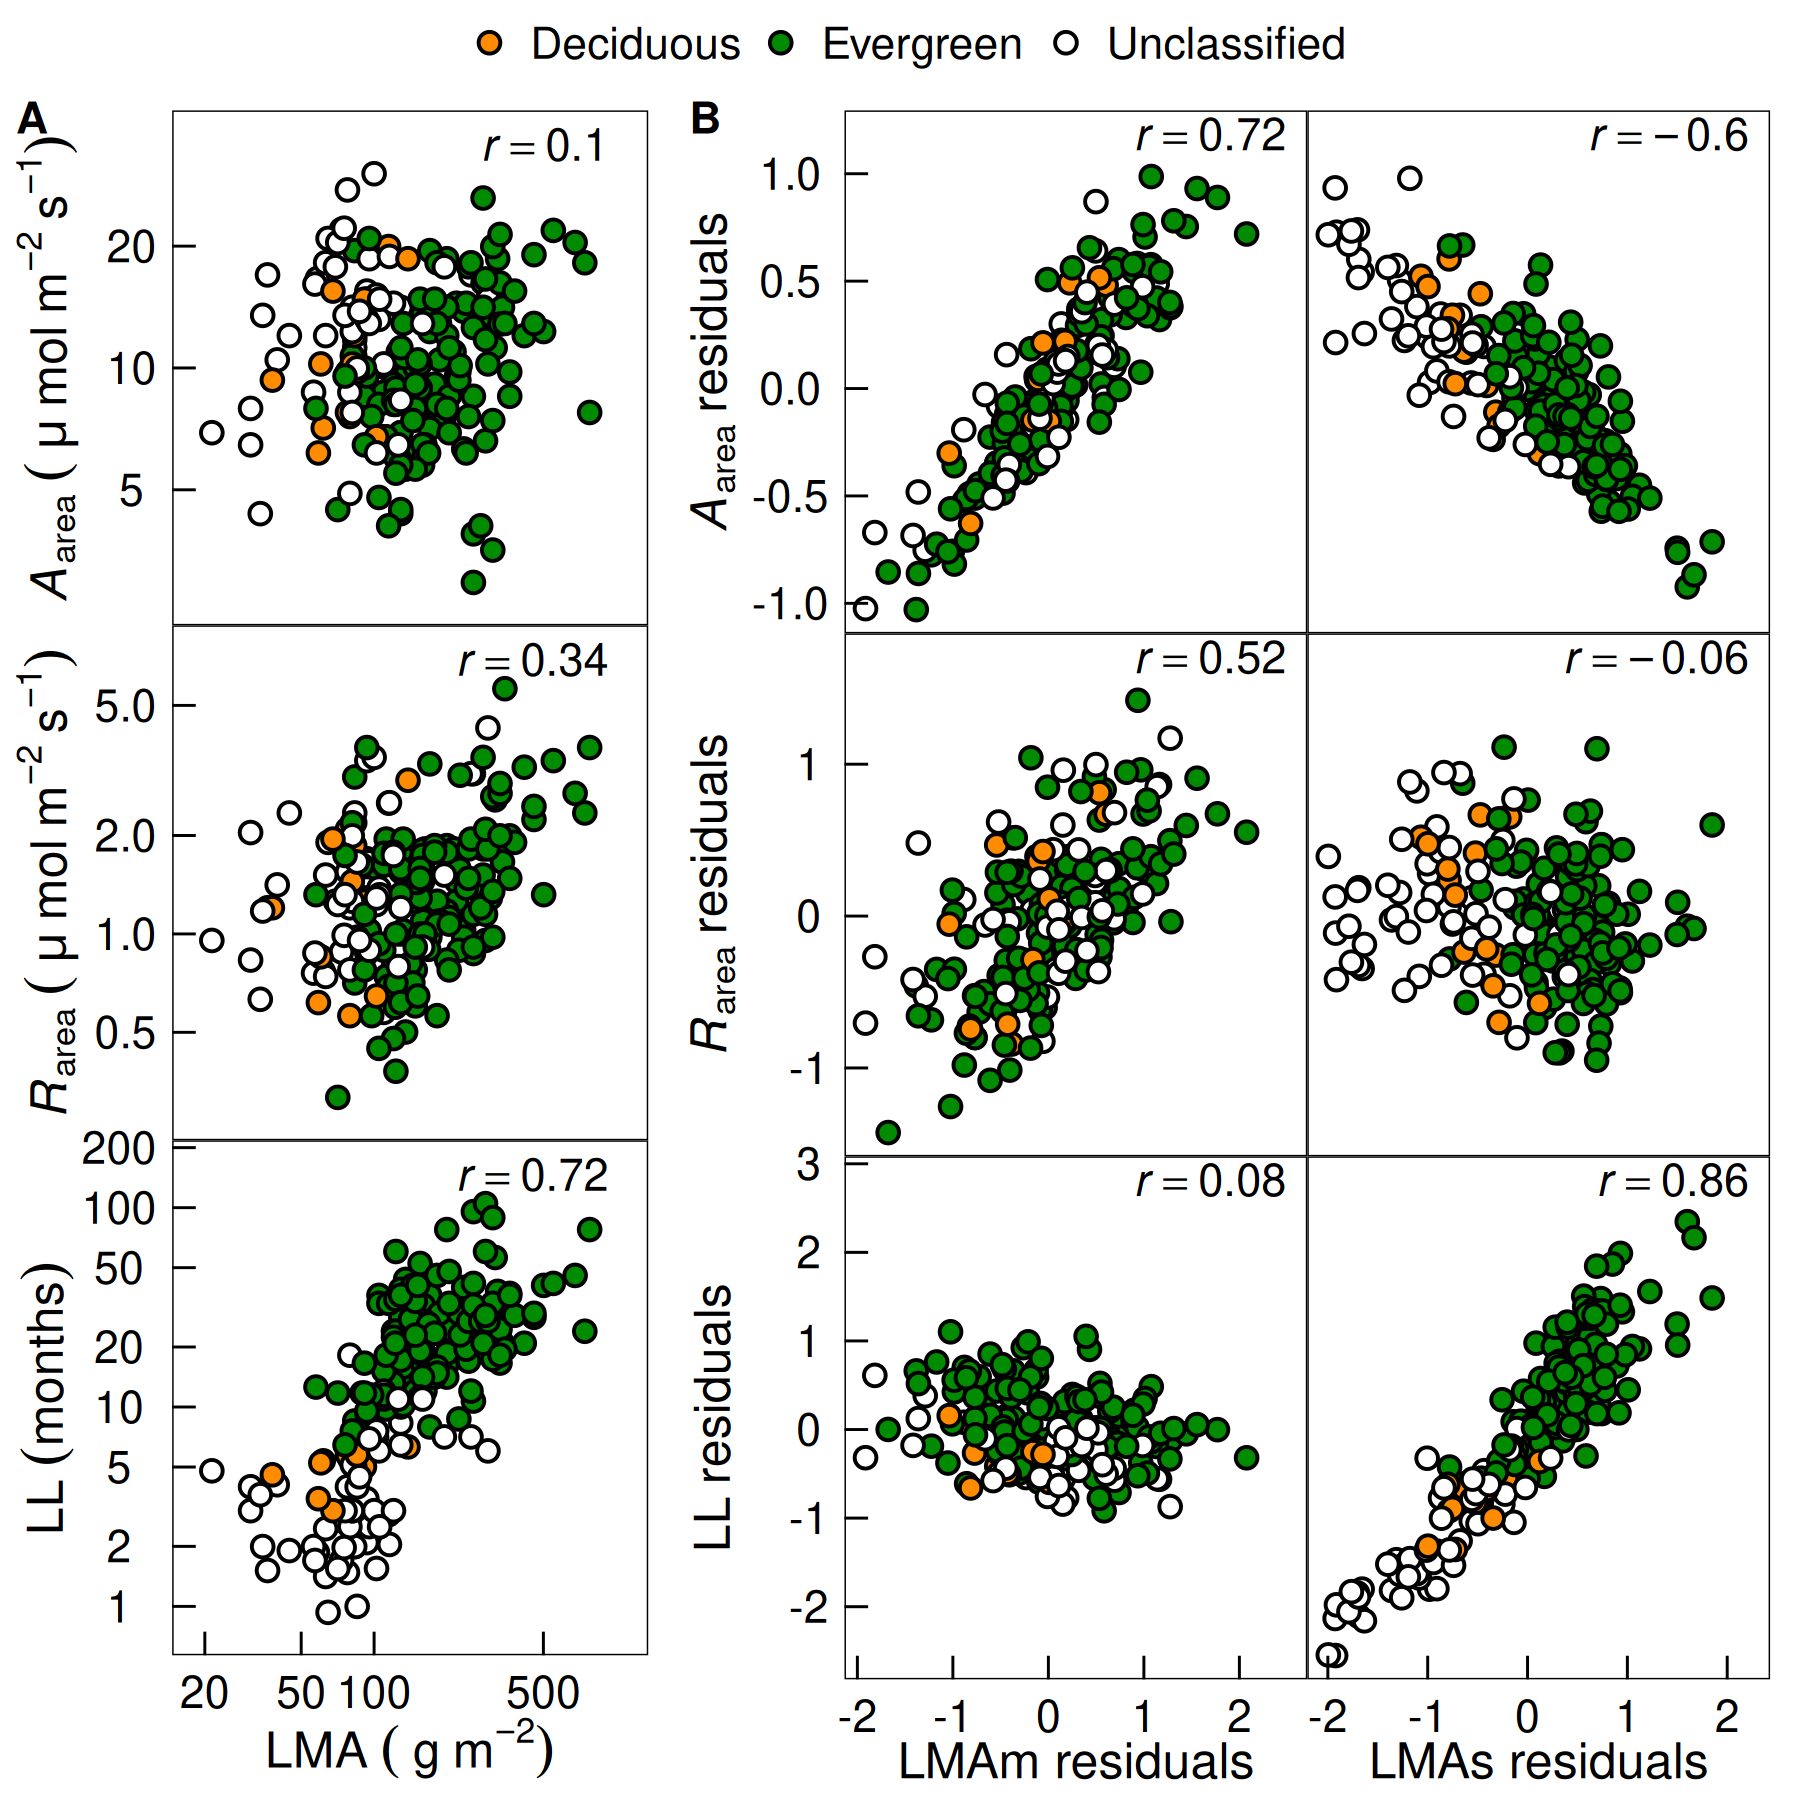 Deciduous Evergreen Unclassified
A
B
r = 0.1
A area ( μ mol m−2 s−1)
20
10
5
r = 0.34
R area ( μ mol m−2 s−1)
5.0
2.0
1.0
0.5
r = 0.72
LL (months)
200
100
50
20
10
5
2
1
20 50 100 500
LMA ( g m−2)
r = 0.72
r = −0.6
A area residuals
1.0
0.5
0.0
-0.5
-1.0
r = 0.52
r = −0.06
R area residuals
1
0
-1
r = 0.08
r = 0.86
LL residuals
3
2
1
0
-1
-2
-2 -1 0 1 2
-2 -1 0 1 2
LMAm residuals
LMAs residuals